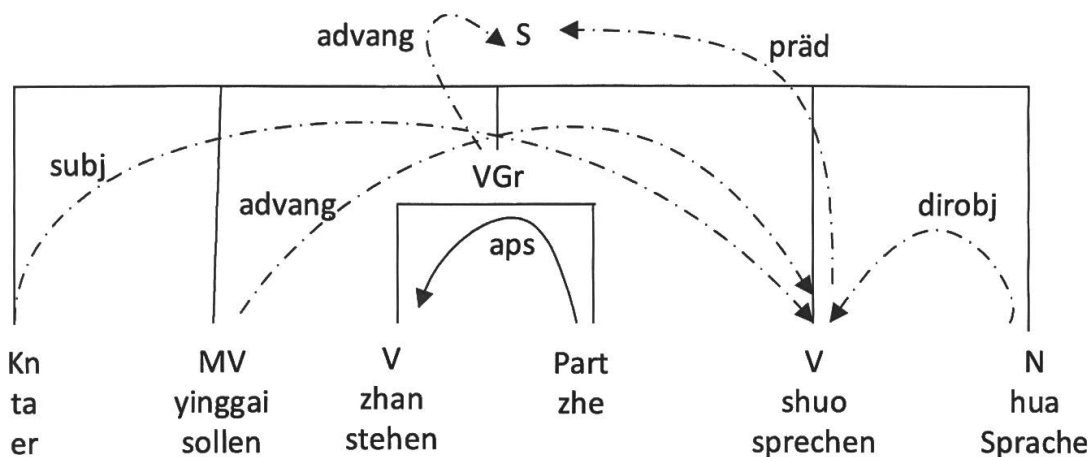 advang S präd
subj VGr
advang dirobj
aps
Kn MV V Part V N
ta yinggai zhan zhe shuo hua
er sollen stehen sprechen Sprache